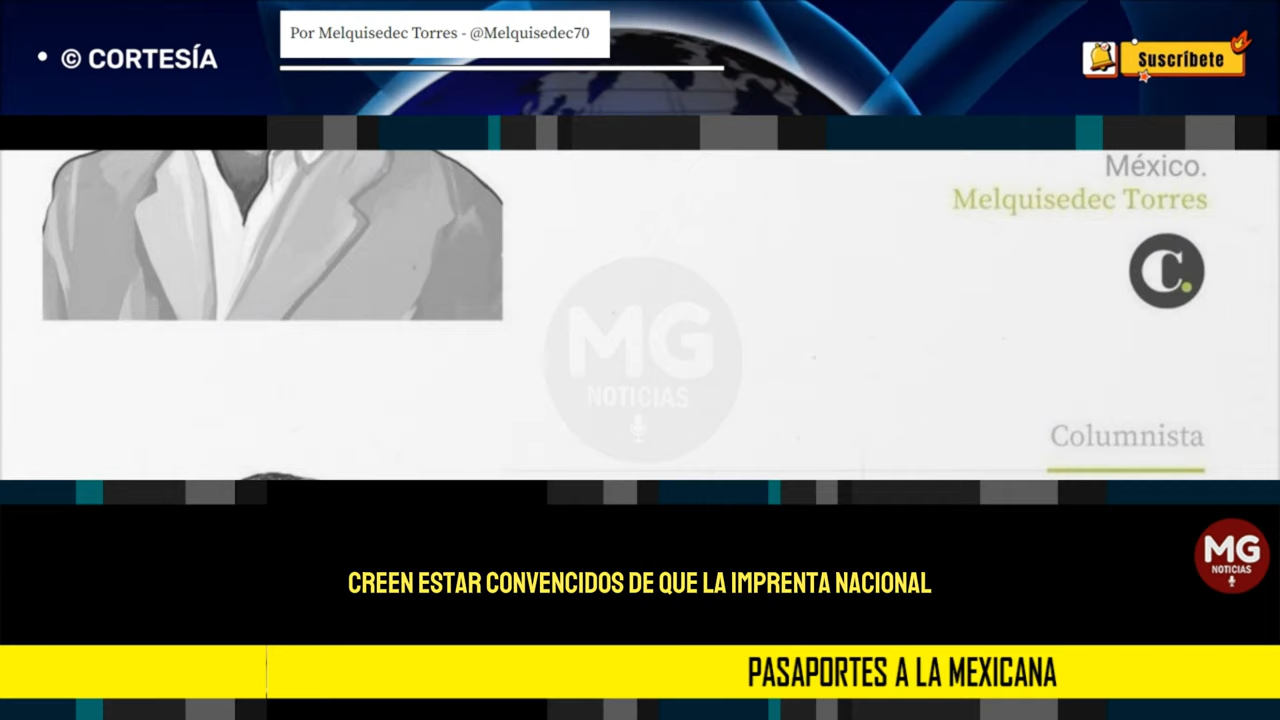 • © CORTESÍA
Por Melquisedec Torres - @Melquisedec70
Suscríbete
México.
Melquisedec Torres
C.
MG
NOTICIAS
Columnista
MG
NOTICIAS
CREEN ESTAR CONVENCIDOS DE QUE LA IMPRENTA NACIONAL
PASAPORTES A LA MEXICANA